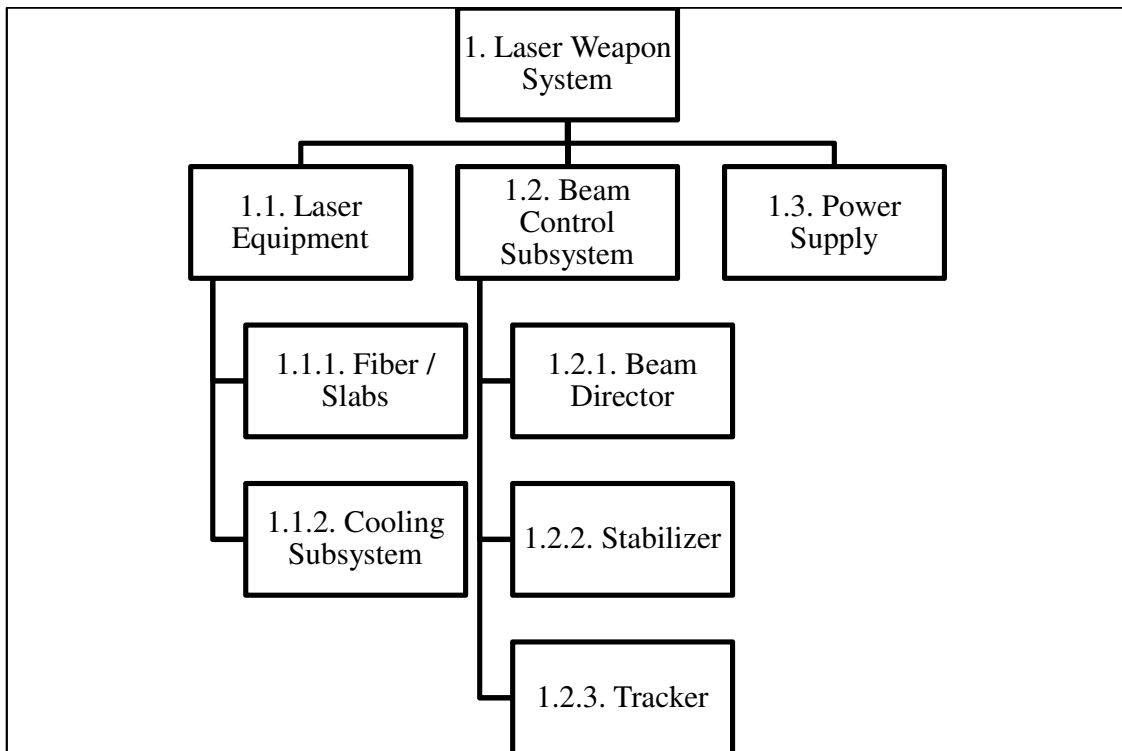 1. Laser Weapon
System
1.1. Laser
Equipment
1.2. Beam
Control
Subsystem
1.3. Power
Supply
1.1.1. Fiber /
Slabs
1.1.2. Cooling
Subsystem
1.2.1. Beam
Director
1.2.2. Stabilizer
1.2.3. Tracker